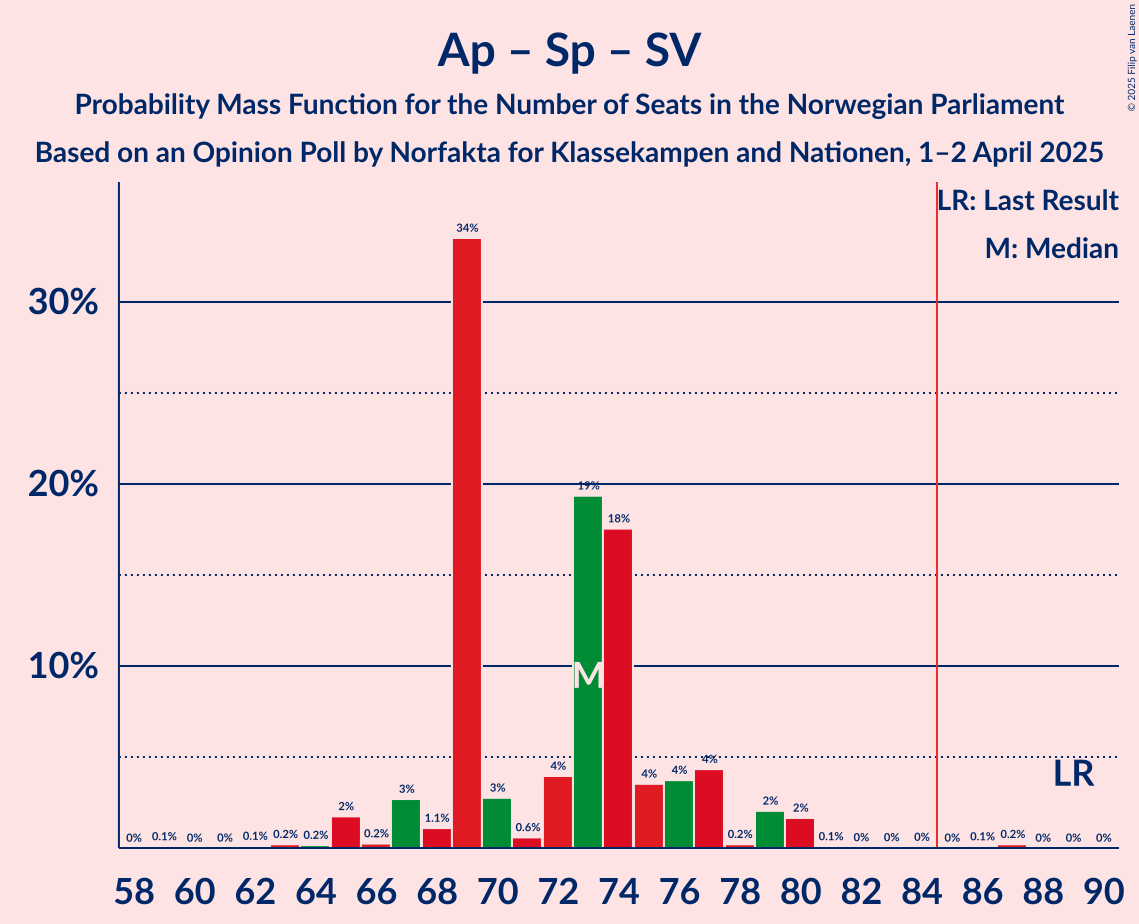 Ap – Sp – SV
Probability Mass Function for the Number of Seats in the Norwegian Parliament
Based on an Opinion Poll by Norfakta for Klassekampen and Nationen, 1–2 April 2025
© 2025 Filip van Laenen
LR: Last Result
M: Median
34%
30%
20%
19%
18%
10%
M
4%
LR
4%
4%
4%
3%
3%
2%
2%
2%
1.1%
0.6%
0% 0.1% 0% 0% 0.1% 0.2% 0.2% 0.2% 0.2% 0.1% 0% 0% 0% 0% 0.1% 0.2% 0% 0% 0%
58 60 62 64 66 68 70 72 74 76 78 80 82 84 86 88 90